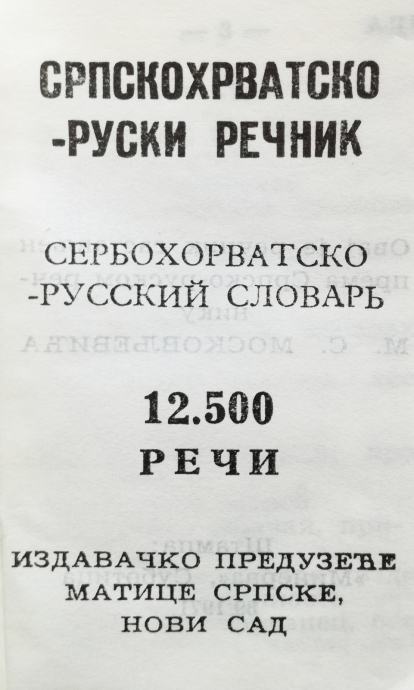 СРПСКОХРВАТСКО
-РУСКИ РЕЧНИК
СЕРБОХОРВАТСКО
-РУССКИЙ СЛОВАРЬ
12.500
РЕЧИ
ИЗДАВАЧКО ПРЕДУЗЕЋЕ
МАТИЦЕ СРПСКЕ,
НОВИ САД